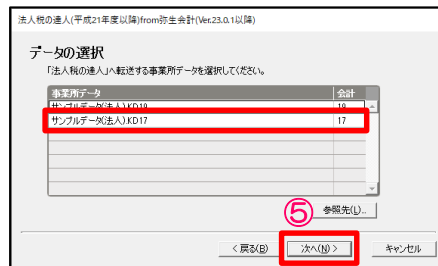 法人税の達人(平成21年度以降)from弥生会計(Ver.23.0.1以降)
データの選択
「法人税の達人」へ転送する事業所データを選択してください。
事業所データ 会計
サンプルデータ(法人).KD19 19
サンプルデータ(法人).KD17 17
⑤ 参照先(L)...
< 戻る(B) 次へ(N) > キャンセル